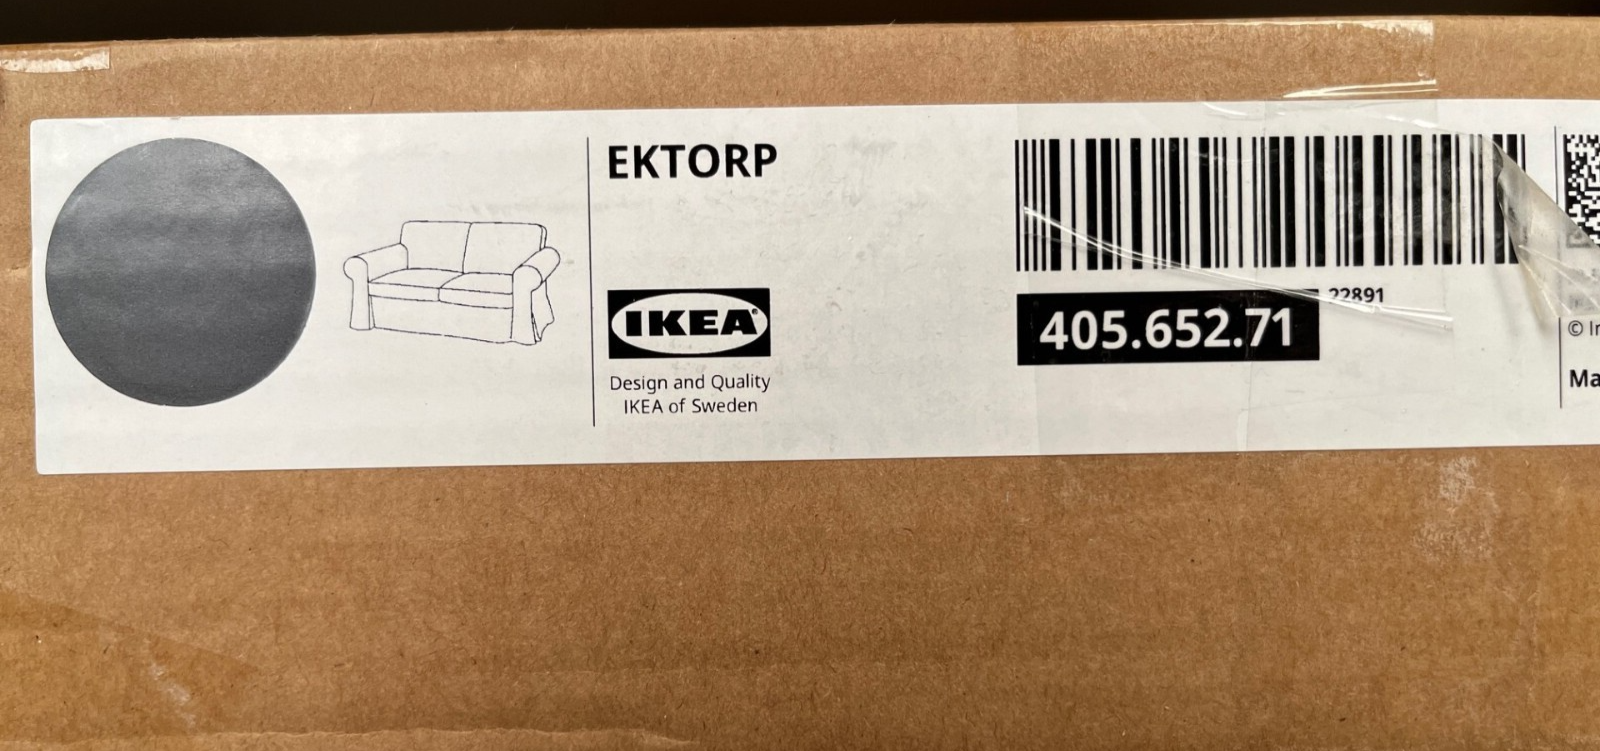 EKTORP
IKEA
Design and Quality
IKEA of Sweden
22891
405.652.71
©